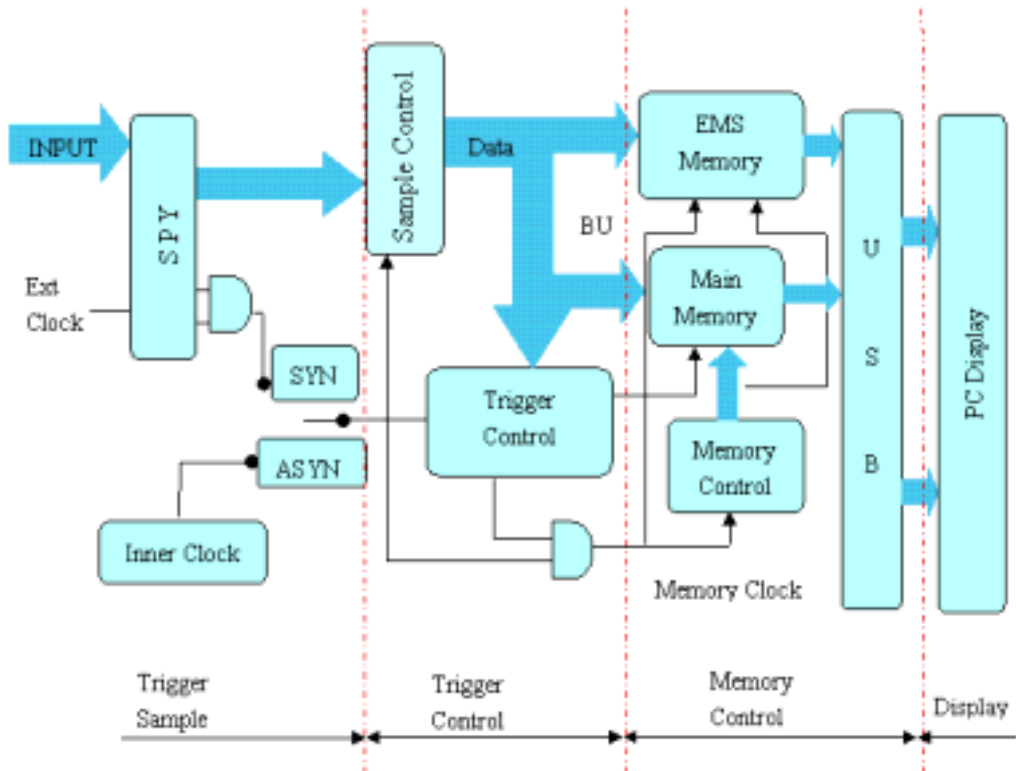 INPUT
SPY
Ext
Clock
SYN
ASYN
Inner Clock
Sample Control
Data
BU
Trigger
Control
EMS
Memory
Main
Memory
Memory
Control
Memory Clock
U
S
B
PC Display
Trigger
Sample
Trigger
Control
Memory
Control
Display